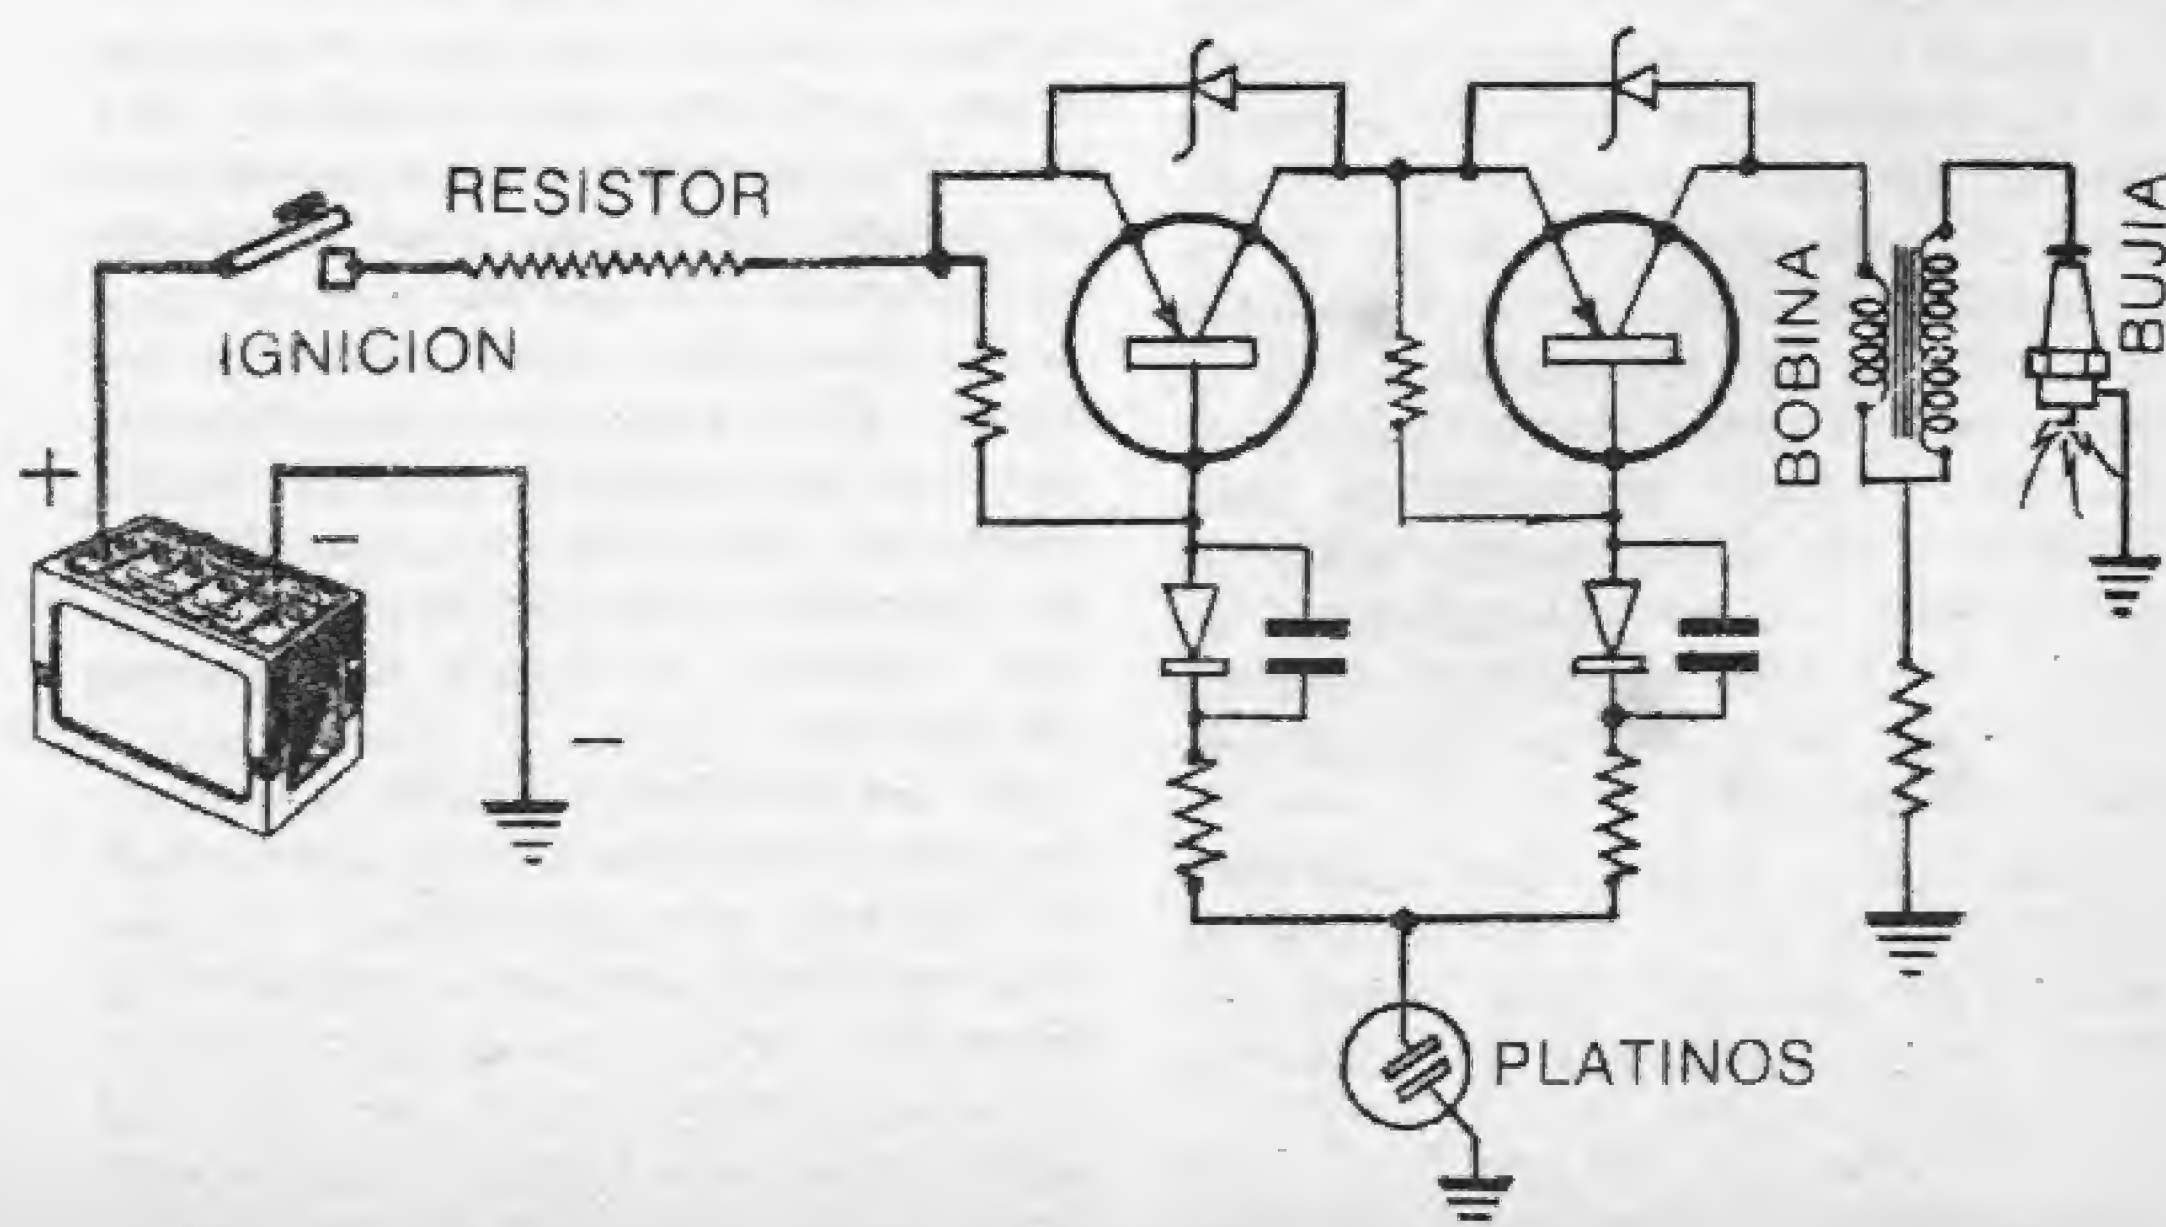 RESISTOR
IGNICION
+
−
−
BOBINA
BUJIA
PLATINOS